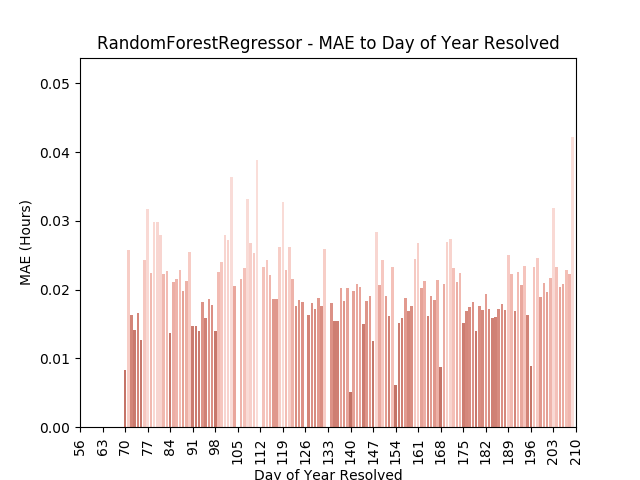 RandomForestRegressor - MAE to Day of Year Resolved
0.05
0.04
0.03
0.02
0.01
0.00
MAE (Hours)
56 63 70 77 84 91 98 105 112 119 126 133 140 147 154 161 168 175 182 189 196 203 210
Day of Year Resolved